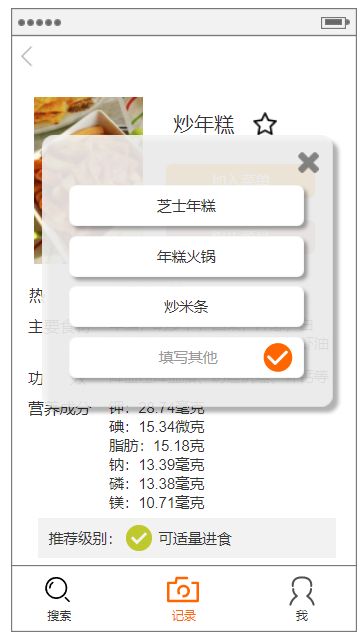 炒年糕
芝士年糕
年糕火锅
炒米条
填写其他
热
主要食材
油
功
等
营养成分 钾：28.74毫克
碘：15.34微克
脂肪：15.18克
钠：13.39毫克
磷：13.38毫克
镁：10.71毫克
推荐级别： 可适量进食
搜索 记录 我